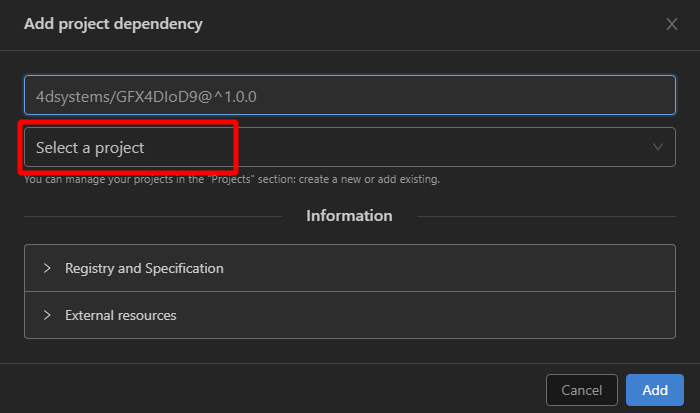 Add project dependency
4dsystems/GFX4DIoD9@^1.0.0
Select a project
You can manage your projects in the "Projects" section: create a new or add existing.
Information
Registry and Specification
External resources
Cancel
Add